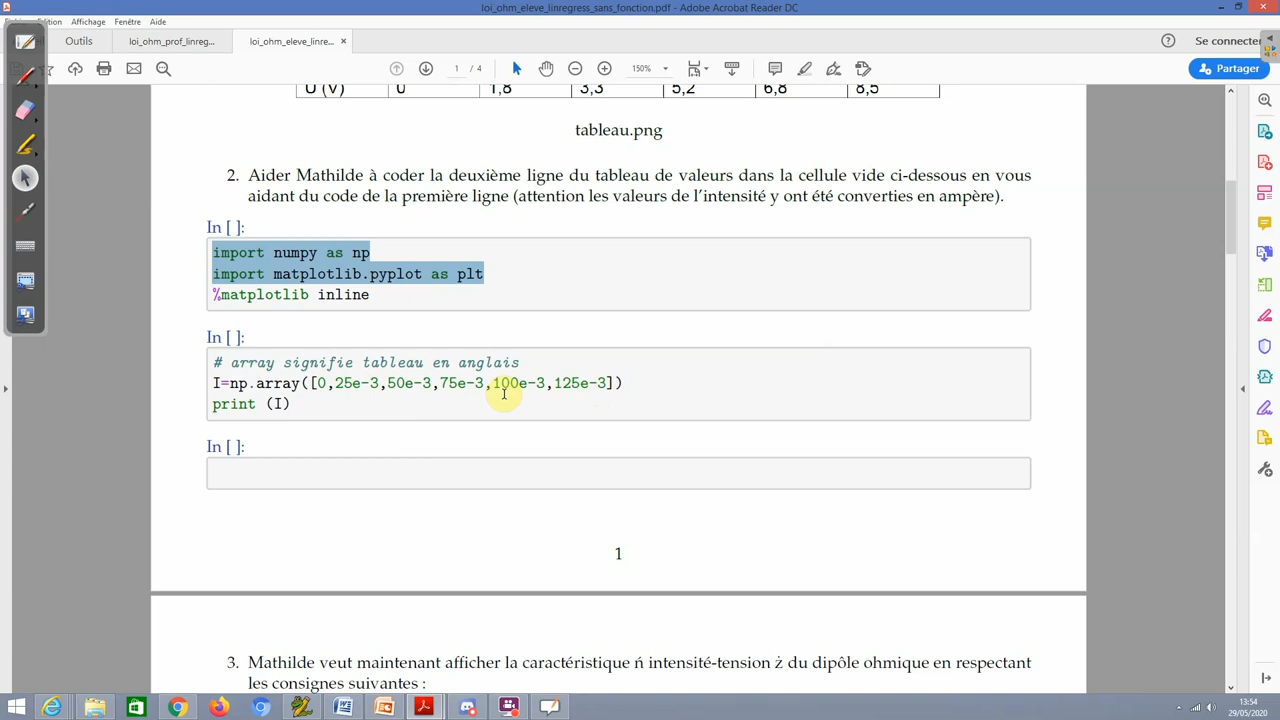 loi_ohm_eleve_linregress_sans_fonction.pdf - Adobe Acrobat Reader DC
Edition Affichage Fenêtre Aide
Outils
loi_ohm_prof_linreg...
loi_ohm_eleve_linre... ×
Se connecter
1 / 4
150%
Partager
U (V) 0 1,8 3,3 5,2 6,8 8,5
tableau.png
2. Aider Mathilde à coder la deuxième ligne du tableau de valeurs dans la cellule vide ci-dessous en vous
aidant du code de la première ligne (attention les valeurs de l'intensité y ont été converties en ampère).
In [ ]:
import numpy as np
import matplotlib.pyplot as plt
%matplotlib inline
In [ ]:
# array signifie tableau en anglais
I=np.array([0,25e-3,50e-3,75e-3,100e-3,125e-3])
print (I)
In [ ]:
1
3. Mathilde veut maintenant afficher la caractéristique ń intensité-tension ż du dipôle ohmique en respectant
les consignes suivantes :
13:54
29/05/2020